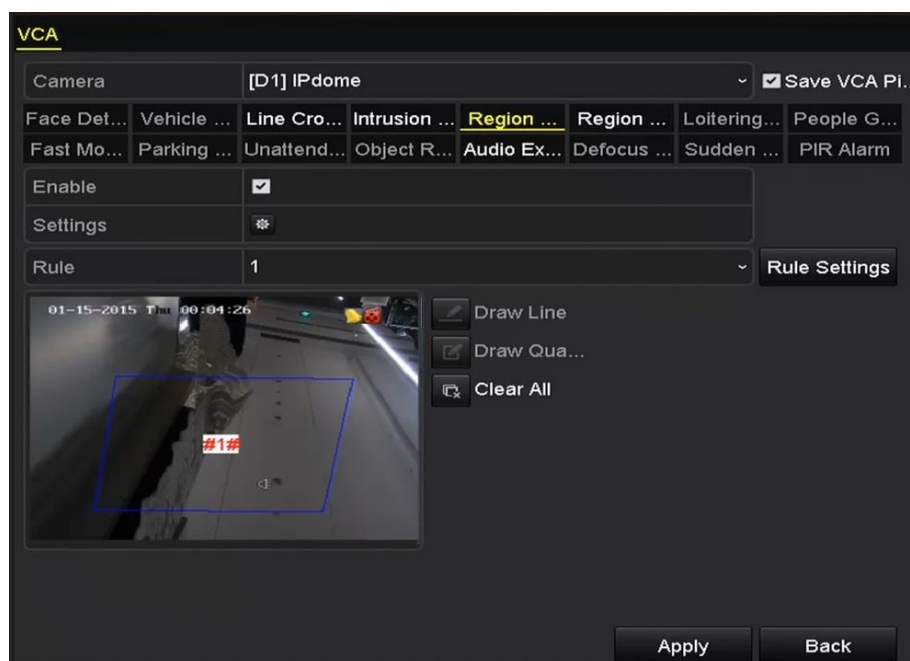 VCA
Camera [D1] IPdome Save VCA Pi..
Face Det... Vehicle ... Line Cro... Intrusion ... Region ... Region ... Loitering... People G...
Fast Mo... Parking ... Unattend... Object R... Audio Ex... Defocus ... Sudden ... PIR Alarm
Enable
Settings
Rule 1 Rule Settings
01-15-2015 Thu 00:04:26
Draw Line
Draw Qua...
Clear All
#1#
Apply Back